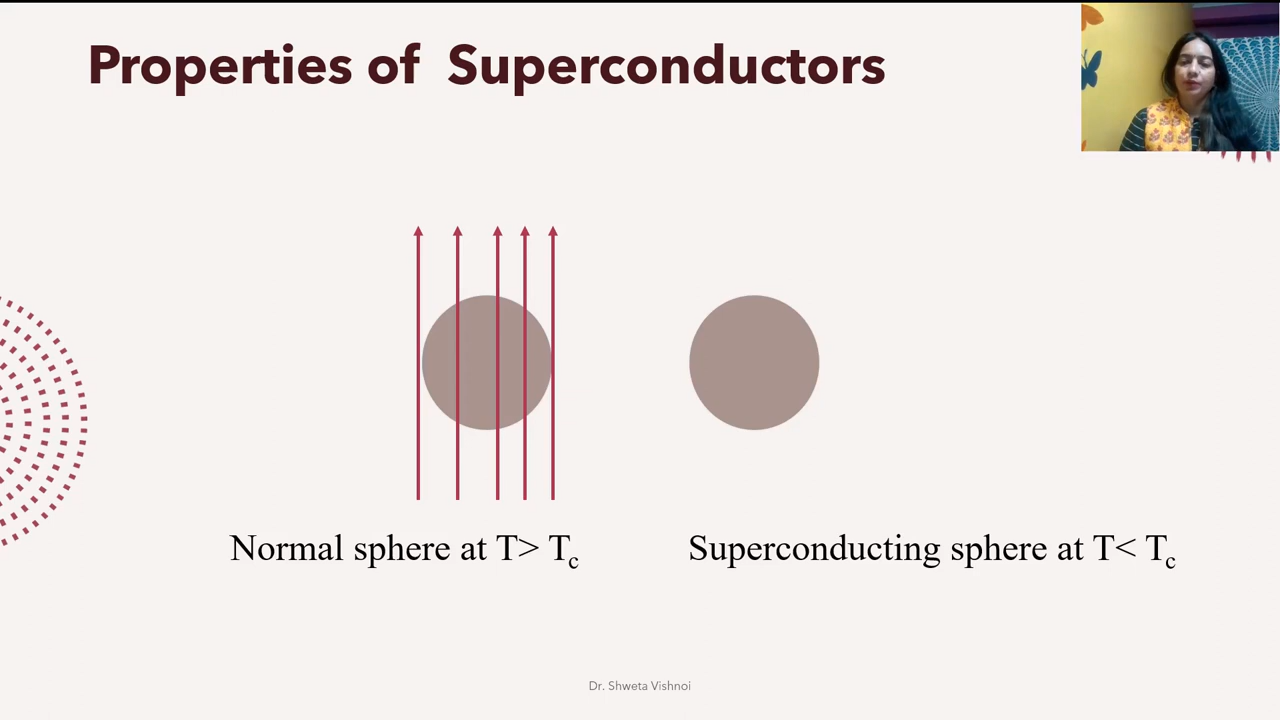 Properties of Superconductors
Normal sphere at T> Tc
Superconducting sphere at T< Tc
Dr. Shweta Vishnoi